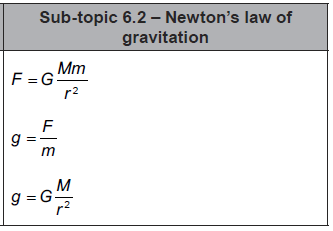 Sub-topic 6.2 – Newton's law of
gravitation
F = G Mm/r²
g = F/m
g = G M/r²